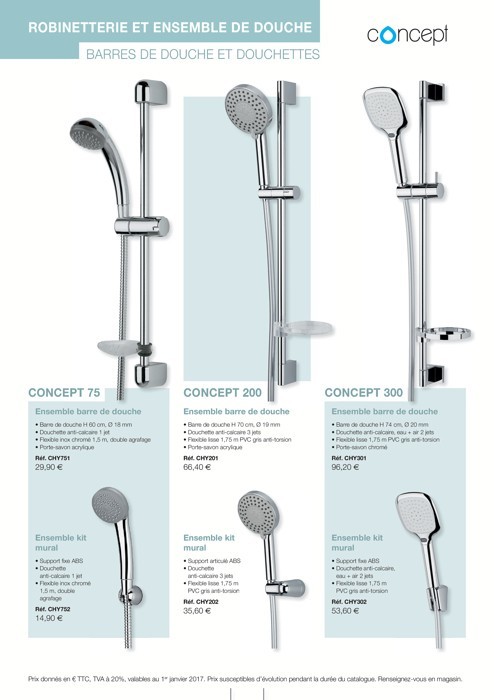 ROBINETTERIE ET ENSEMBLE DE DOUCHE
concept
BARRES DE DOUCHE ET DOUCHETTES
CONCEPT 75
Ensemble barre de douche
• Barre de douche H 60 cm, Ø 18 mm
• Douchette anti-calcaire 1 jet
• Flexible inox chromé 1,5 m, double agrafage
• Porte-savon acrylique
Réf. CHY751
29,90 €
CONCEPT 200
Ensemble barre de douche
• Barre de douche H 70 cm, Ø 19 mm
• Douchette anti-calcaire 3 jets
• Flexible lisse 1,75 m PVC gris anti-torsion
• Porte-savon acrylique
Réf. CHY201
66,40 €
CONCEPT 300
Ensemble barre de douche
• Barre de douche H 74 cm, Ø 20 mm
• Douchette anti-calcaire, eau + air 2 jets
• Flexible lisse 1,75 m PVC gris anti-torsion
• Porte-savon chromé
Réf. CHY301
96,20 €
Ensemble kit
mural
• Support fixe ABS
• Douchette
anti-calcaire 1 jet
• Flexible inox chromé
1,5 m, double
agrafage
Réf. CHY752
14,90 €
Ensemble kit
mural
• Support articulé ABS
• Douchette
anti-calcaire 3 jets
• Flexible lisse 1,75 m
PVC gris anti-torsion
Réf. CHY202
35,60 €
Ensemble kit
mural
• Support fixe ABS
• Douchette anti-calcaire,
eau + air 2 jets
• Flexible lisse 1,75 m
PVC gris anti-torsion
Réf. CHY302
53,60 €
Prix donnés en € TTC, TVA à 20%, valables au 1er janvier 2017. Prix susceptibles d'évolution pendant la durée du catalogue. Renseignez-vous en magasin.